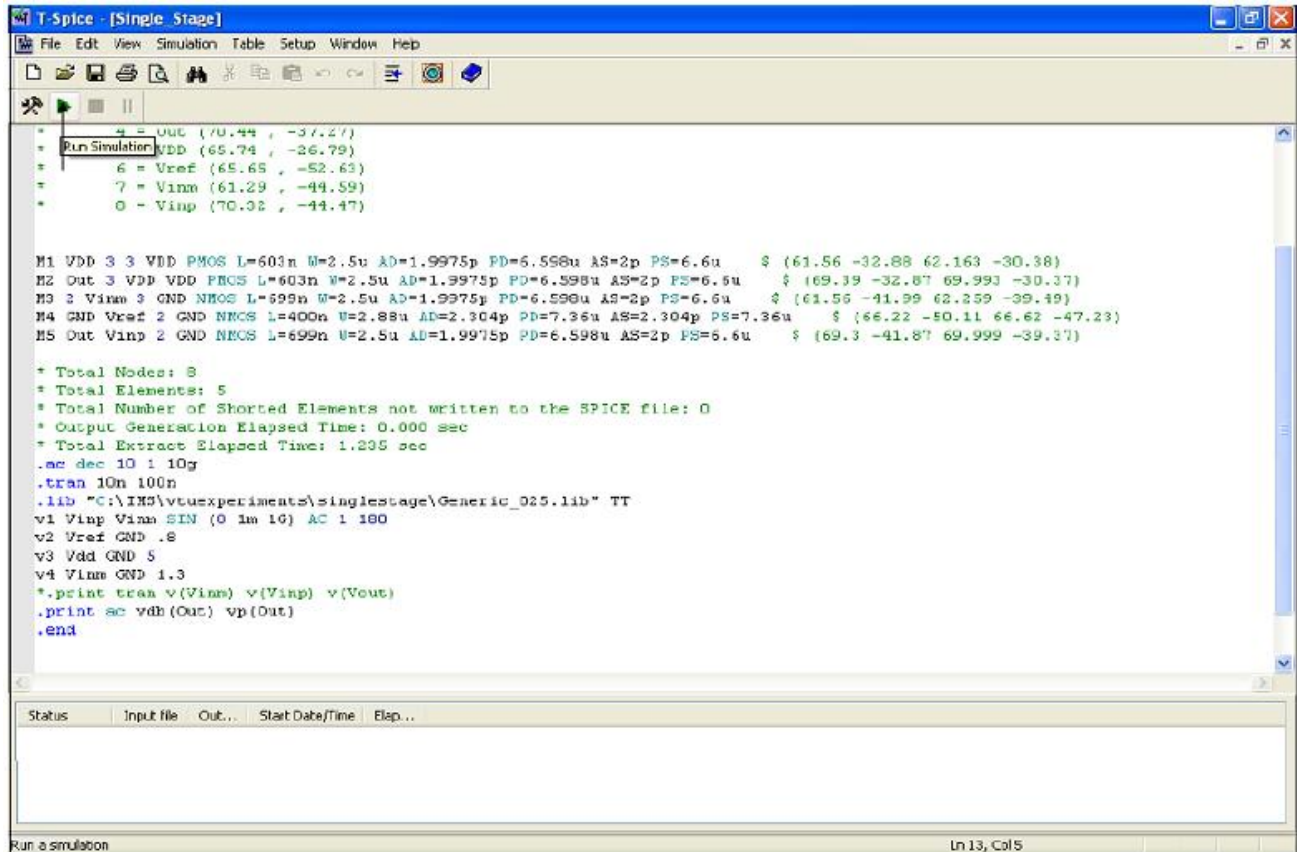 T-Spice - [Single_Stage]
File Edit View Simulation Table Setup Window Help
* 4 = Out (70.44 , -37.27)
* VDD (65.74 , -26.79)
Run Simulation
* 6 = Vref (65.65 , -52.63)
* 7 = Vinm (61.29 , -44.59)
* 8 = Vinp (70.32 , -44.47)
M1 VDD 3 3 VDD PMOS L=603n W=2.5u AD=1.9975p PD=6.598u AS=2p PS=6.6u $ (61.56 -32.88 62.163 -30.38)
M2 Out 3 VDD VDD PMOS L=603n W=2.5u AD=1.9975p PD=6.598u AS=2p PS=6.6u $ (69.39 -32.87 69.993 -30.37)
M3 2 Vinm 3 GND NMOS L=699n W=2.5u AD=1.9975p PD=6.598u AS=2p PS=6.6u $ (61.56 -41.99 62.259 -39.49)
M4 GND Vref 2 GND NMOS L=400n W=2.88u AD=2.304p PD=7.36u AS=2.304p PS=7.36u $ (66.22 -50.11 66.62 -47.23)
M5 Out Vinp 2 GND NMOS L=699n W=2.5u AD=1.9975p PD=6.598u AS=2p PS=6.6u $ (69.3 -41.87 69.999 -39.37)
* Total Nodes: 8
* Total Elements: 5
* Total Number of Shorted Elements not written to the SPICE file: 0
* Output Generation Elapsed Time: 0.000 sec
* Total Extract Elapsed Time: 1.235 sec
.ac dec 10 1 10g
.tran 10n 100n
.lib "C:\IMS\vtuexperiments\singlestage\Generic_025.lib" TT
v1 Vinp Vinm SIN (0 1m 1G) AC 1 180
v2 Vref GND .8
v3 Vdd GND 5
v4 Vinm GND 1.3
*.print tran v(Vinm) v(Vinp) v(Vout)
.print ac vdb(Out) vp(Out)
.end
Status Input file Out... Start Date/Time Elap...
Run a simulation Ln 13, Col 5